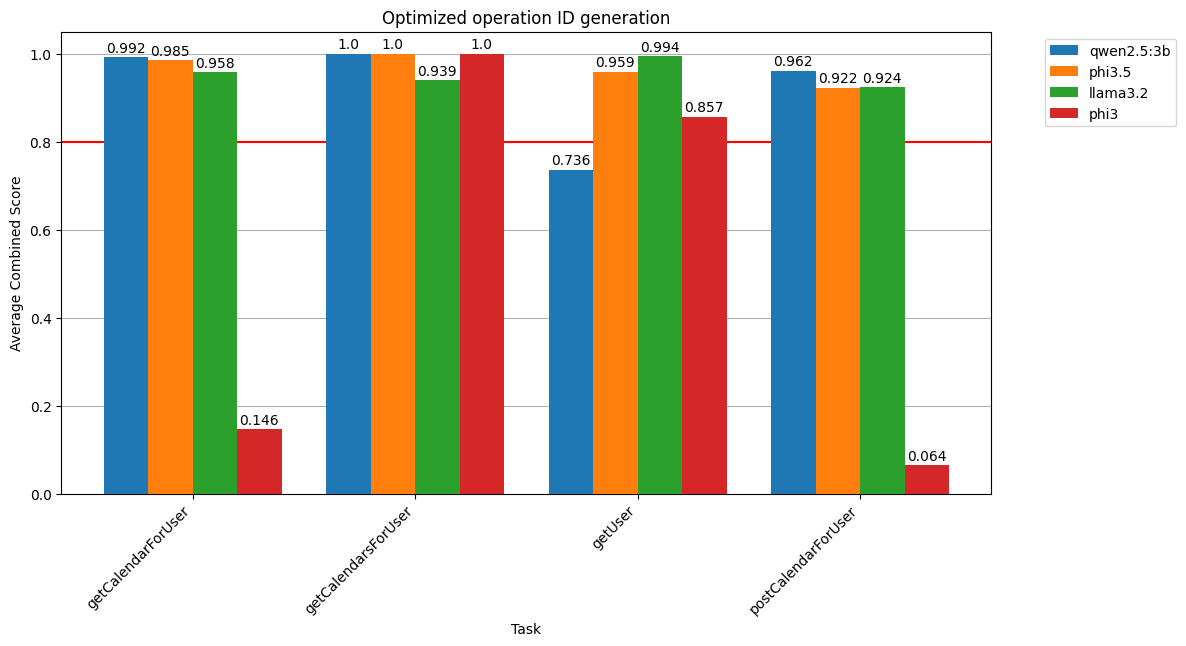 Optimized operation ID generation
Average Combined Score
1.0
0.8
0.6
0.4
0.2
0.0
0.992
0.985
0.958
0.146
1.0
1.0
0.939
1.0
0.736
0.959
0.994
0.857
0.962
0.922
0.924
0.064
getCalendarForUser
getCalendarsForUser
getUser
postCalendarForUser
Task
qwen2.5:3b
phi3.5
llama3.2
phi3